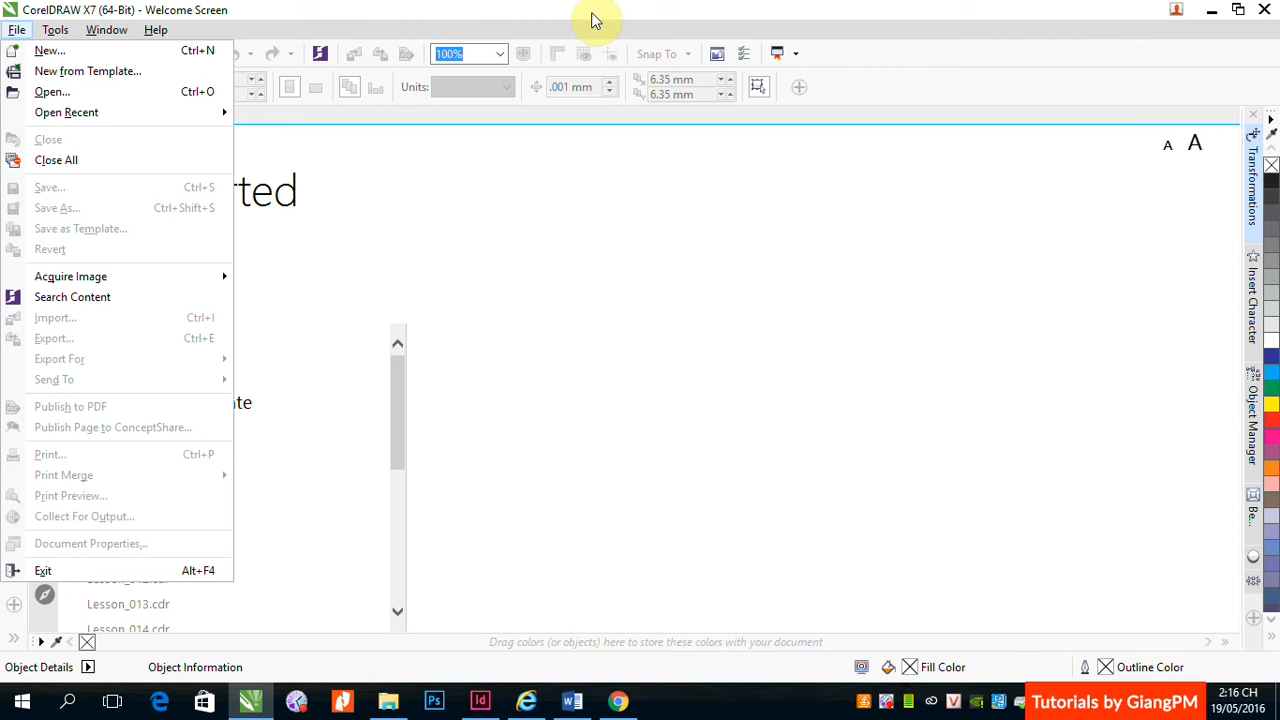 CorelDRAW X7 (64-Bit) - Welcome Screen
File Tools Window Help
New... Ctrl+N
New from Template...
Open... Ctrl+O
Open Recent
Close
Close All
Save... Ctrl+S
Save As... Ctrl+Shift+S
Save as Template...
Revert
Acquire Image
Search Content
Import... Ctrl+I
Export... Ctrl+E
Export For
Send To
Publish to PDF
Publish Page to ConceptShare...
Print... Ctrl+P
Print Merge
Print Preview...
Collect For Output...
Document Properties...
Exit Alt+F4
100%
Snap To
Units:
.001 mm
6.35 mm
6.35 mm
A A
rted
ate
Lesson_013.cdr
Lesson_014.cdr
Transformations
Insert Character
Object Manager
Be...
Drag colors (or objects) here to store these colors with your document
Object Details
Object Information
Fill Color
Outline Color
Ps
Id
Tutorials by GiangPM
2:16 CH
19/05/2016